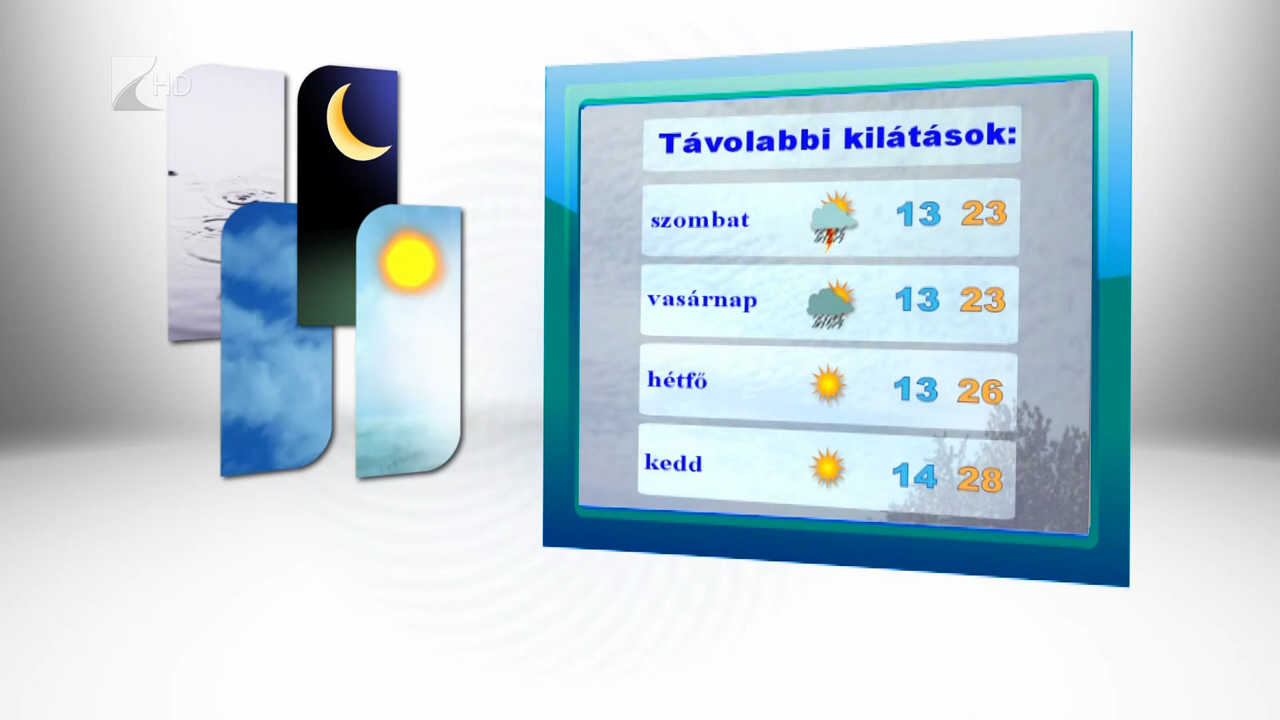 HD
Távolabbi kilátások:
szombat 13 23
vasárnap 13 23
hétfő 13 26
kedd 14 28